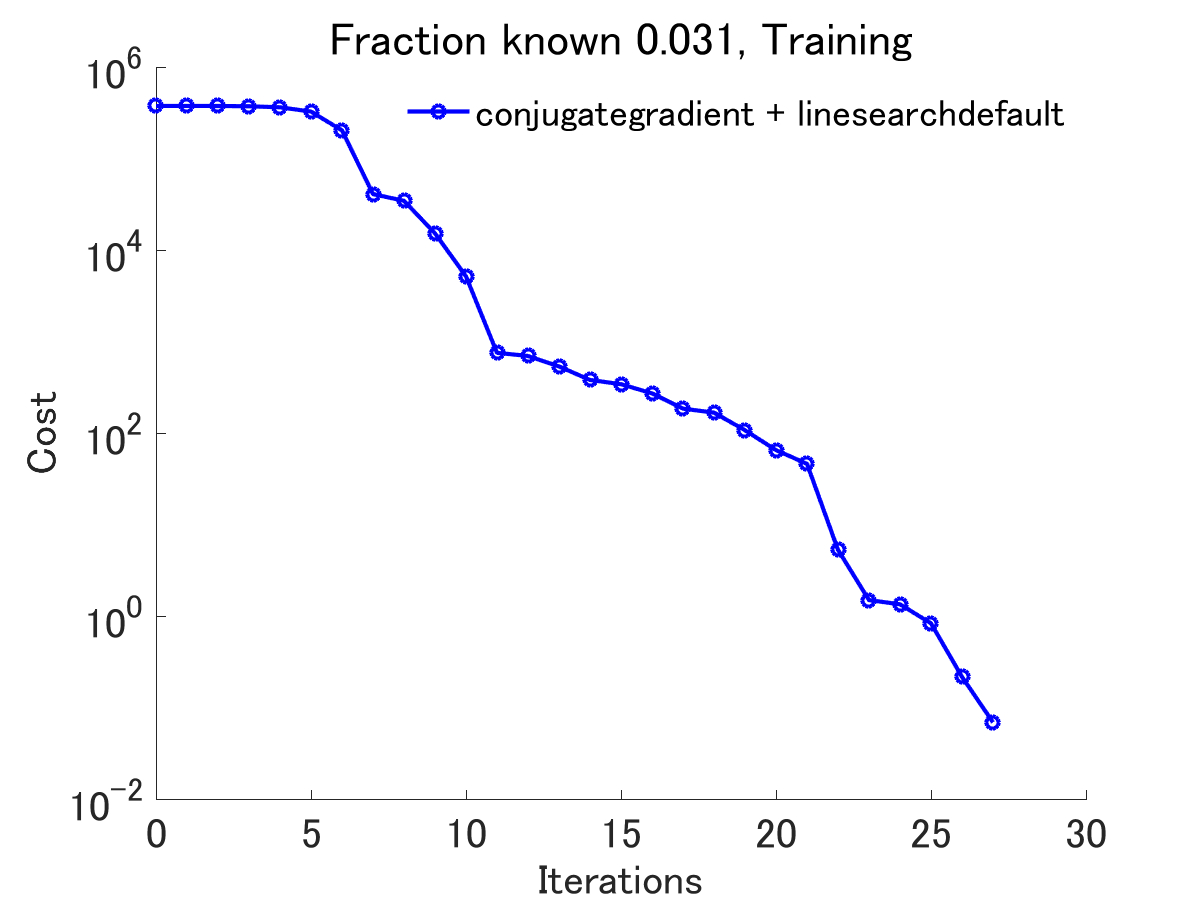 Fraction known 0.031, Training
conjugategradient + linesearchdefault
10^6
10^4
10^2
10^0
10^-2
Cost
0 5 10 15 20 25 30
Iterations